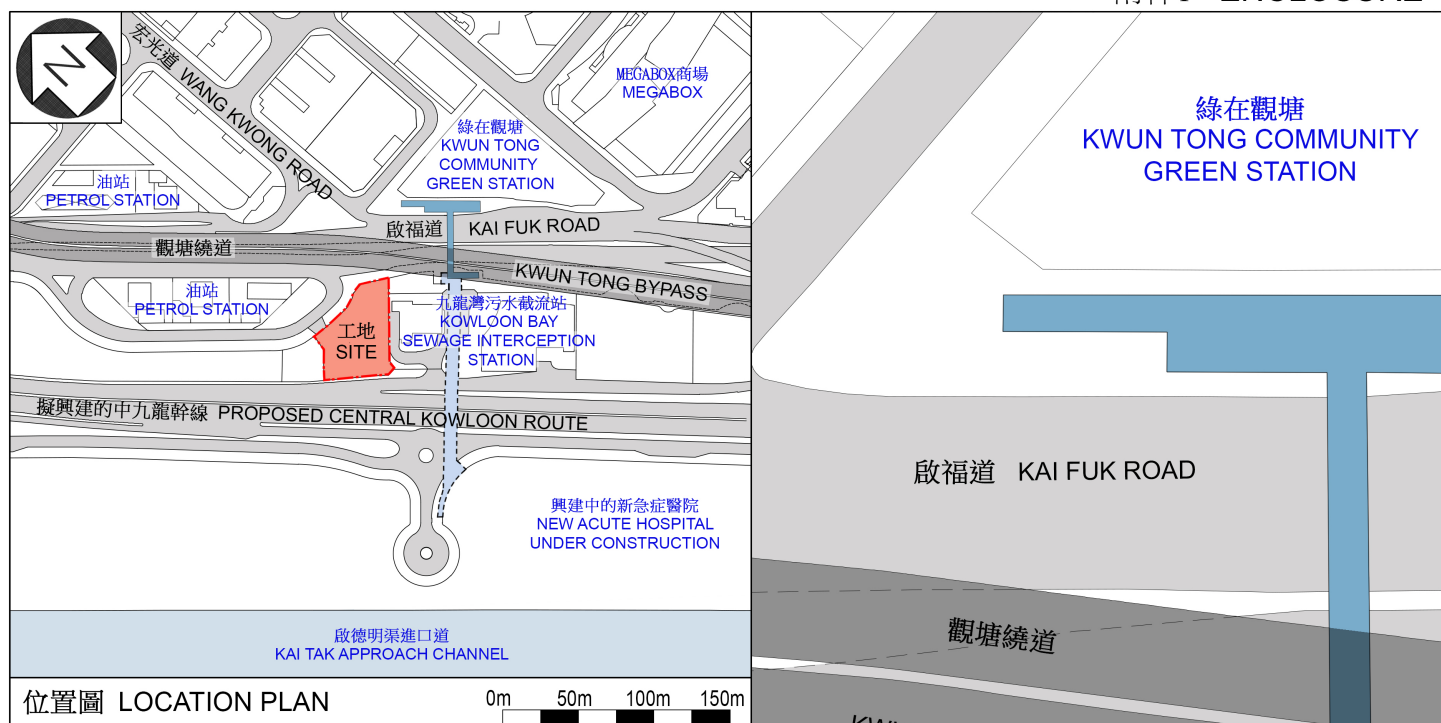 N
宏光道 WANG KWONG ROAD
MEGABOX商場
MEGABOX
綠在觀塘
KWUN TONG
COMMUNITY
GREEN STATION
油站
PETROL STATION
啟福道 KAI FUK ROAD
觀塘繞道
KWUN TONG BYPASS
油站
PETROL STATION
工地
SITE
九龍灣污水截流站
KOWLOON BAY
SEWAGE INTERCEPTION
STATION
擬興建的中九龍幹線 PROPOSED CENTRAL KOWLOON ROUTE
興建中的新急症醫院
NEW ACUTE HOSPITAL
UNDER CONSTRUCTION
啟德明渠進口道
KAI TAK APPROACH CHANNEL
位置圖 LOCATION PLAN
0m 50m 100m 150m
綠在觀塘
KWUN TONG COMMUNITY
GREEN STATION
啟福道 KAI FUK ROAD
觀塘繞道